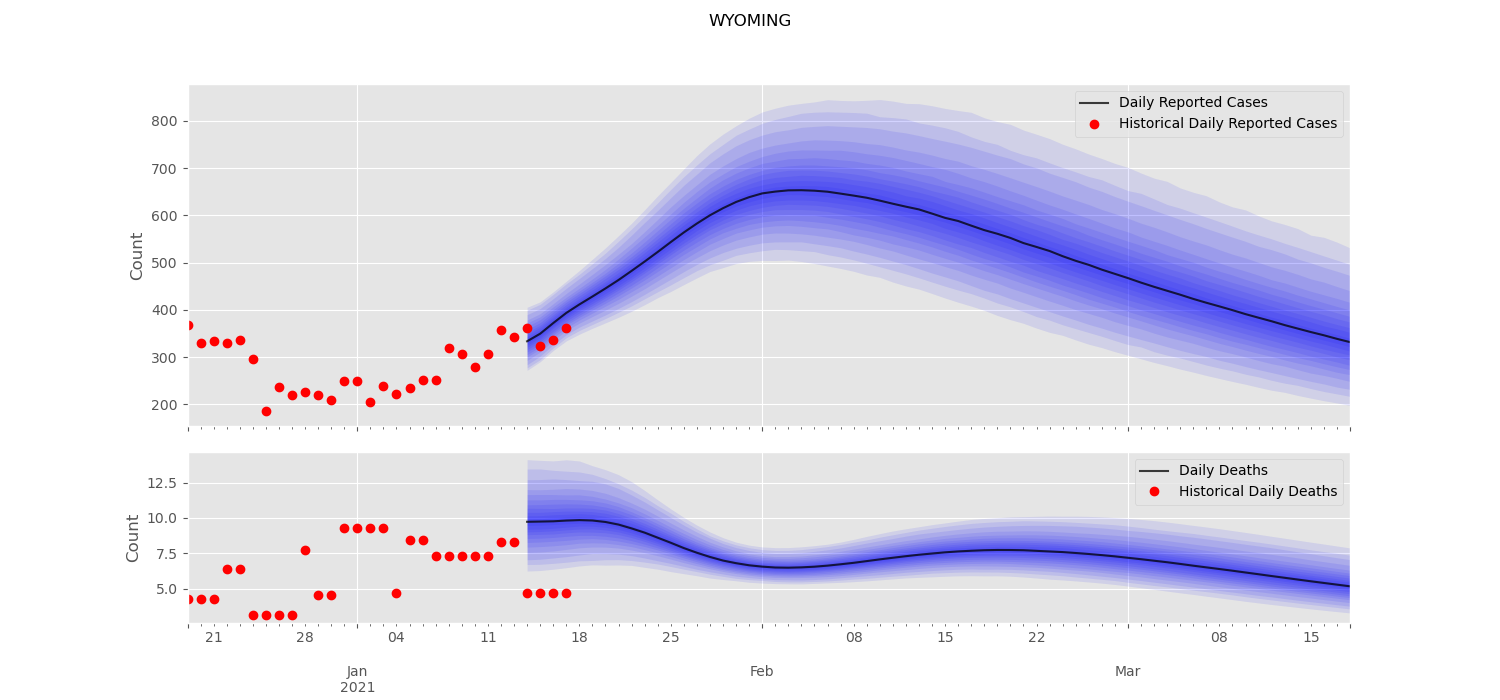 WYOMING
Daily Reported Cases
Historical Daily Reported Cases
Count
800
700
600
500
400
300
200
Daily Deaths
Historical Daily Deaths
Count
12.5
10.0
7.5
5.0
21 28 04 11 18 25 08 15 22 08 15
Jan Feb Mar
2021